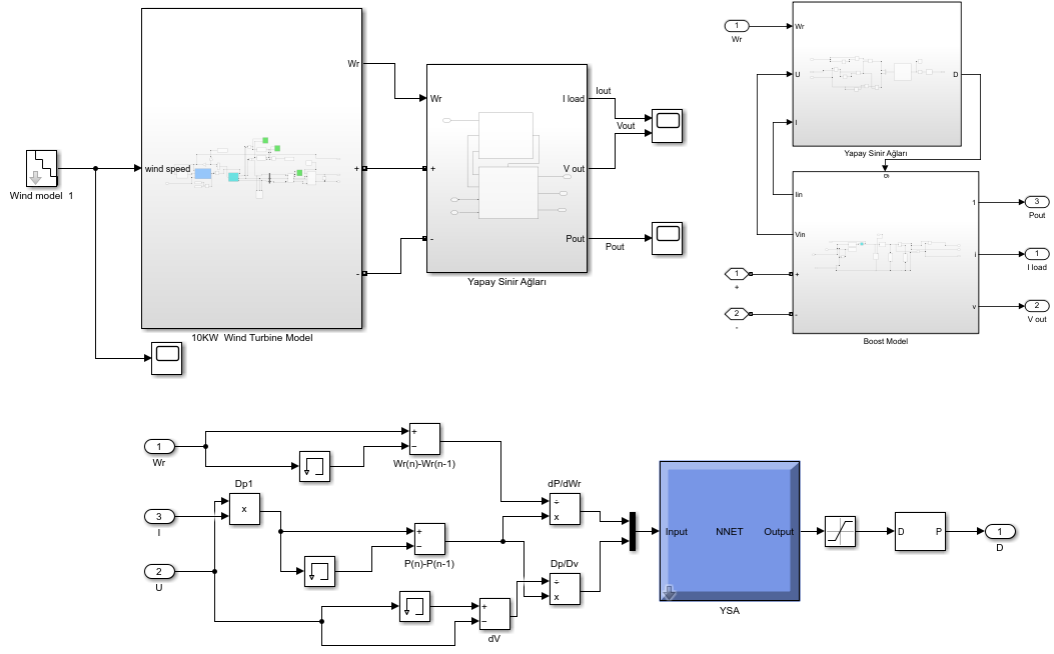 Wind model 1
wind speed
Wr
+
-
10KW Wind Turbine Model
Wr
+
-
I load
V out
Pout
Yapay Sinir Ağları
Iout
Vout
Pout
1
Wr
Wr
U
I
D
Yapay Sinir Ağları
Iin
Vin
+
-
1
i
v
Boost Model
1
+
2
-
3
Pout
1
I load
2
V out
1
Wr
3
I
2
U
Dp1
x
+
−
Wr(n)-Wr(n-1)
+
−
P(n)-P(n-1)
+
−
dV
dP/dWr
÷
x
Dp/Dv
÷
x
Input
NNET
Output
YSA
D
P
1
D